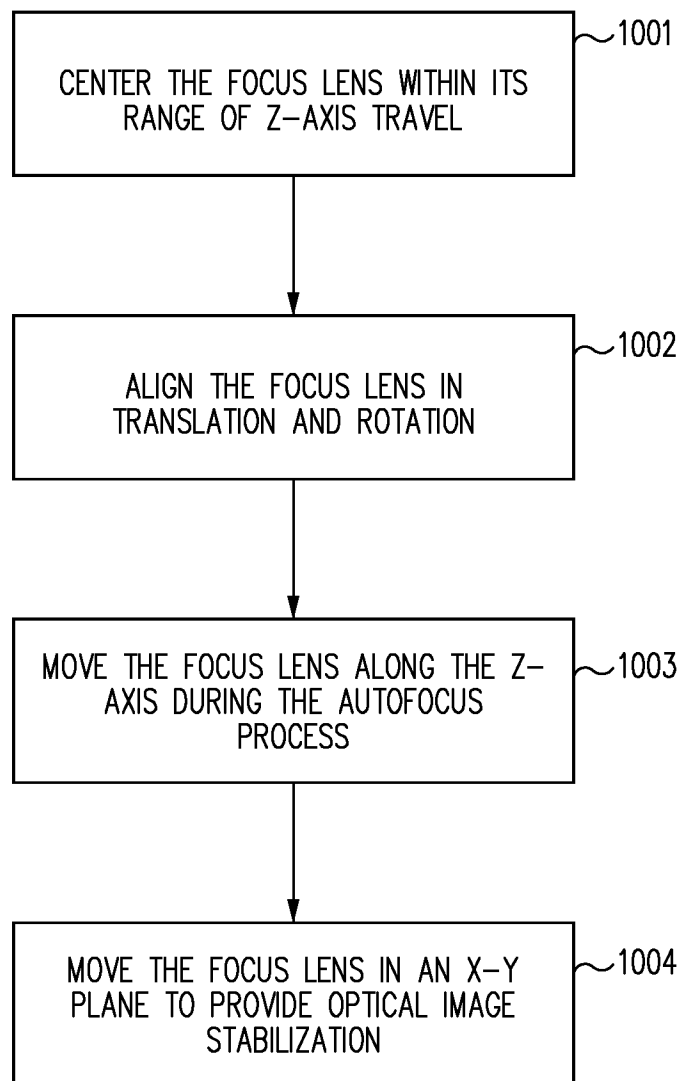 1001
CENTER THE FOCUS LENS WITHIN ITS
RANGE OF Z-AXIS TRAVEL
1002
ALIGN THE FOCUS LENS IN
TRANSLATION AND ROTATION
1003
MOVE THE FOCUS LENS ALONG THE Z-
AXIS DURING THE AUTOFOCUS
PROCESS
1004
MOVE THE FOCUS LENS IN AN X-Y
PLANE TO PROVIDE OPTICAL IMAGE
STABILIZATION